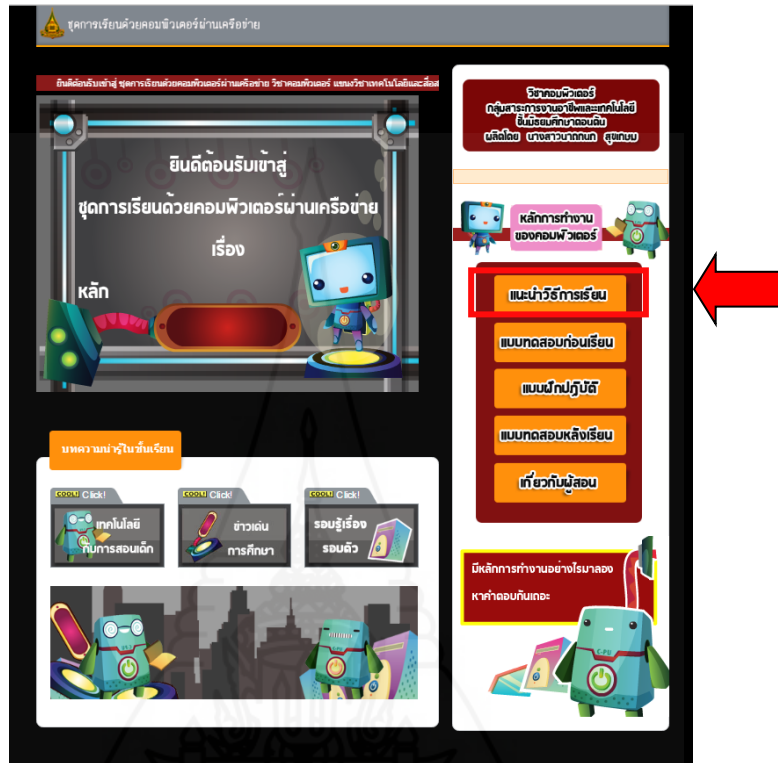 ชุดการเรียนด้วยคอมพิวเตอร์ผ่านเครือข่าย
ยินดีต้อนรับเข้าสู่ ชุดการเรียนด้วยคอมพิวเตอร์ผ่านเครือข่าย วิชาคอมพิวเตอร์ แขนงวิชาเทคโนโลยีและสื่อส
ยินดีต้อนรับเข้าสู่
ชุดการเรียนด้วยคอมพิวเตอร์ผ่านเครือข่าย
เรื่อง
หลัก
บทความน่ารู้ในชั้นเรียน
COOL! Click!
เทคโนโลยี
กับการสอนเด็ก
COOL! Click!
ข่าวเด่น
การศึกษา
COOL! Click!
รอบรู้เรื่อง
รอบตัว
วิชาคอมพิวเตอร์
กลุ่มสาระการงานอาชีพและเทคโนโลยี
ชั้นมัธยมศึกษาตอนต้น
ผลิตโดย นางสาวนาถกนก สุขเกษม
หลักการทำงาน
ของคอมพิวเตอร์
แนะนำวิธีการเรียน
แบบทดสอบก่อนเรียน
แบบฝึกปฏิบัติ
แบบทดสอบหลังเรียน
เกี่ยวกับผู้สอน
มีหลักการทำงานอย่างไรมาลอง
หาคำตอบกันเถอะ
C-PU